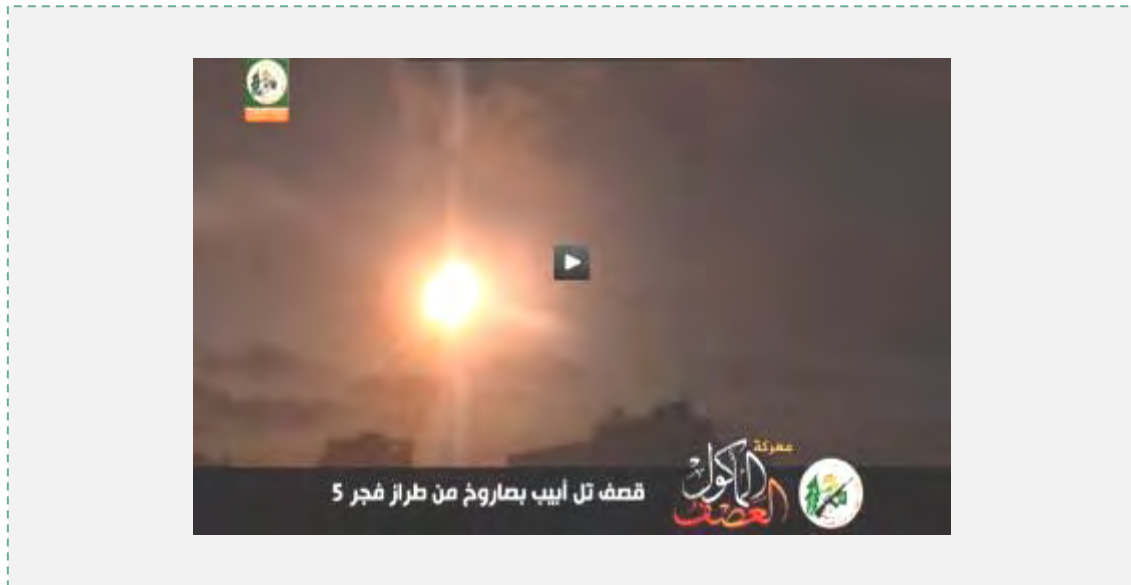 معركة
العصف المأكول
قصف تل أبيب بصاروخ من طراز فجر 5